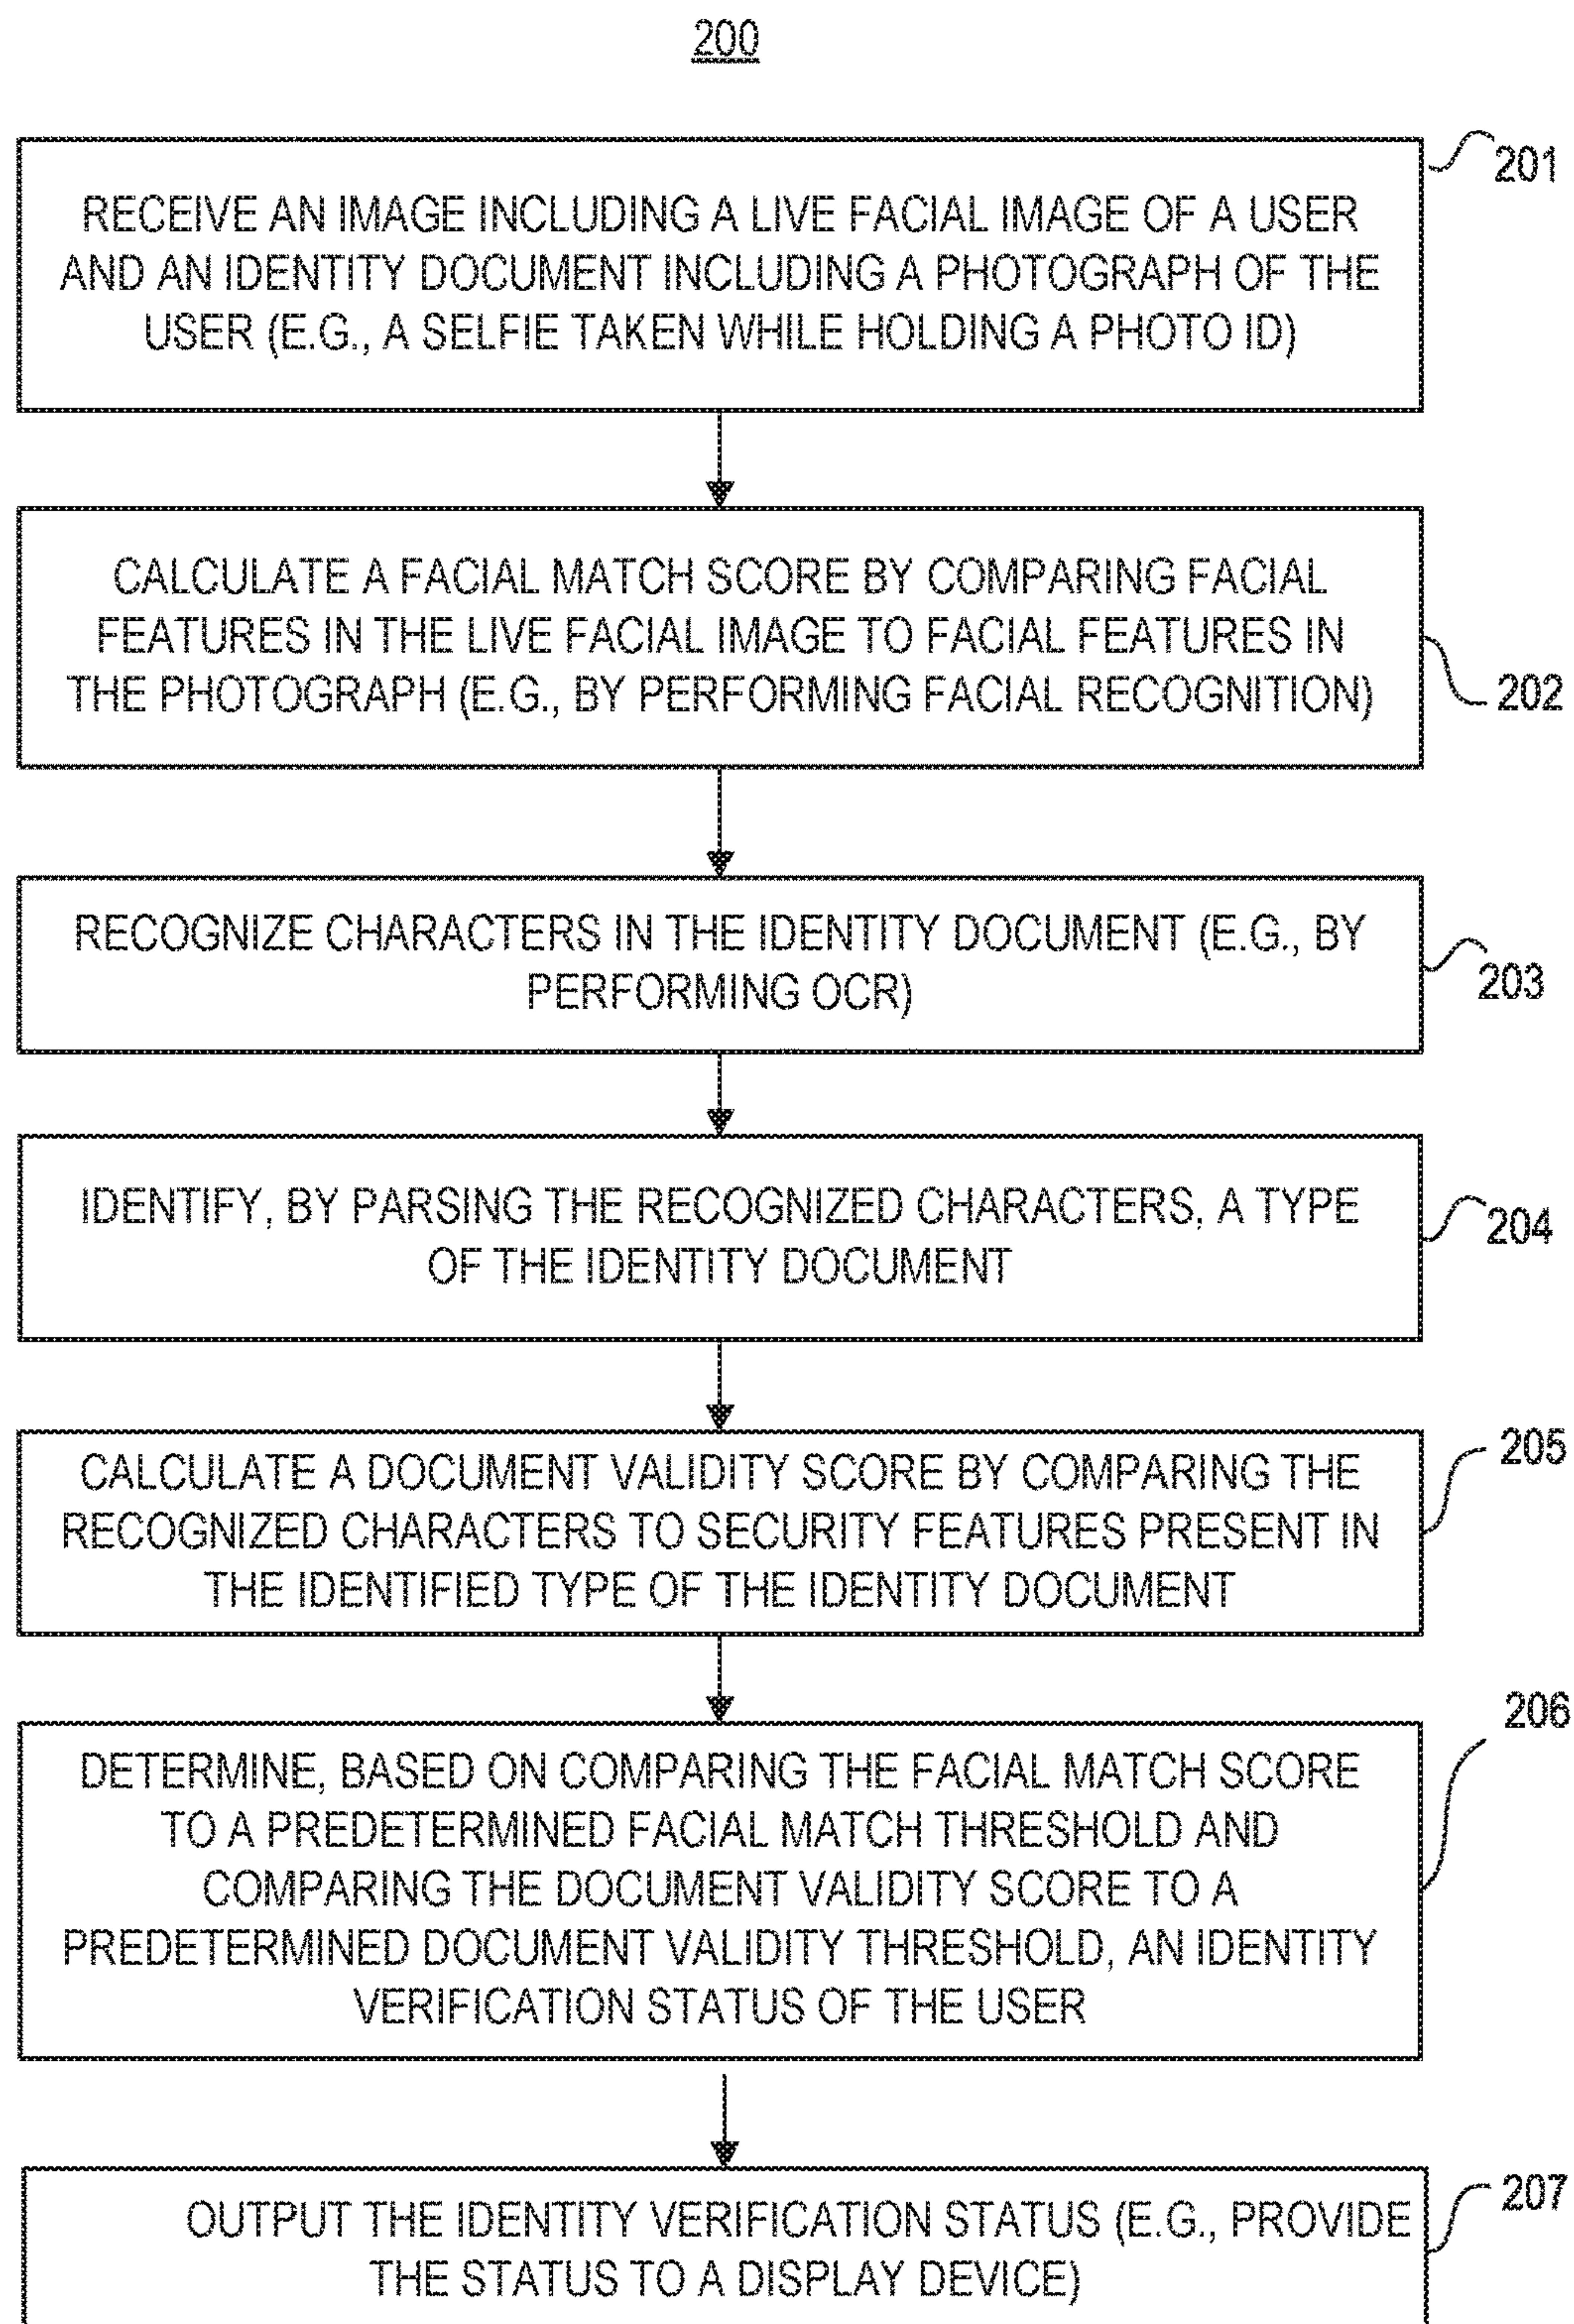 200
RECEIVE AN IMAGE INCLUDING A LIVE FACIAL IMAGE OF A USER
AND AN IDENTITY DOCUMENT INCLUDING A PHOTOGRAPH OF THE
USER (E.G., A SELFIE TAKEN WHILE HOLDING A PHOTO ID)
201
CALCULATE A FACIAL MATCH SCORE BY COMPARING FACIAL
FEATURES IN THE LIVE FACIAL IMAGE TO FACIAL FEATURES IN
THE PHOTOGRAPH (E.G., BY PERFORMING FACIAL RECOGNITION)
202
RECOGNIZE CHARACTERS IN THE IDENTITY DOCUMENT (E.G., BY
PERFORMING OCR)
203
IDENTIFY, BY PARSING THE RECOGNIZED CHARACTERS, A TYPE
OF THE IDENTITY DOCUMENT
204
CALCULATE A DOCUMENT VALIDITY SCORE BY COMPARING THE
RECOGNIZED CHARACTERS TO SECURITY FEATURES PRESENT IN
THE IDENTIFIED TYPE OF THE IDENTITY DOCUMENT
205
DETERMINE, BASED ON COMPARING THE FACIAL MATCH SCORE
TO A PREDETERMINED FACIAL MATCH THRESHOLD AND
COMPARING THE DOCUMENT VALIDITY SCORE TO A
PREDETERMINED DOCUMENT VALIDITY THRESHOLD, AN IDENTITY
VERIFICATION STATUS OF THE USER
206
OUTPUT THE IDENTITY VERIFICATION STATUS (E.G., PROVIDE
THE STATUS TO A DISPLAY DEVICE)
207